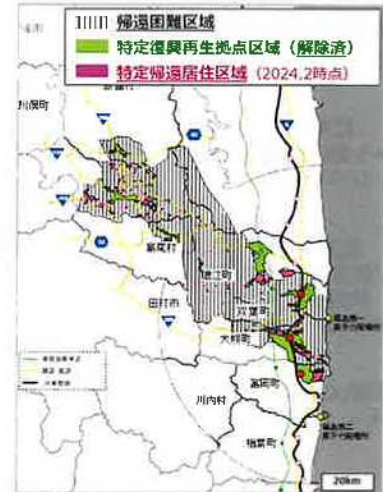 帰還困難区域
特定復興再生拠点区域（解除済）
特定帰還居住区域（2024.2時点）
川俣町
葛尾村
浪江町
田村市
双葉町
大熊町
富岡町
川内村
楢葉町
福島第一
原子力発電所
福島第二
原子力発電所
20km